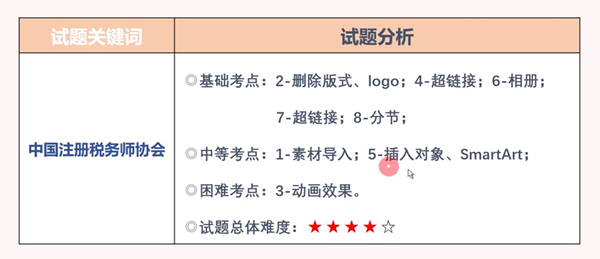 试题关键词
试题分析
中国注册税务师协会
◎基础考点：2-删除版式、logo；4-超链接；6-相册；
7-超链接；8-分节；
◎中等考点：1-素材导入；5-插入对象、SmartArt；
◎困难考点：3-动画效果。
◎试题总体难度：★★★★☆